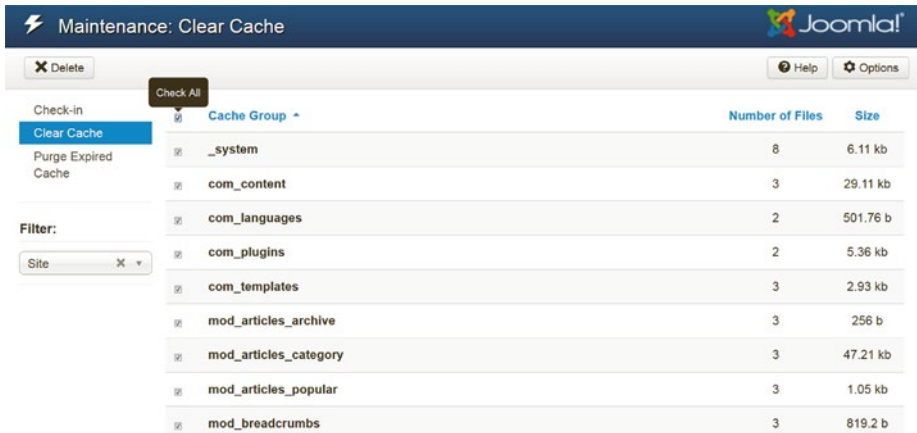 Maintenance: Clear Cache
Joomla!
Delete
Help
Options
Check All
Check-in
Clear Cache
Purge Expired
Cache
Filter:
Site
Cache Group Number of Files Size
_system 8 6.11 kb
com_content 3 29.11 kb
com_languages 2 501.76 b
com_plugins 2 5.36 kb
com_templates 3 2.93 kb
mod_articles_archive 3 256 b
mod_articles_category 3 47.21 kb
mod_articles_popular 3 1.05 kb
mod_breadcrumbs 3 819.2 b